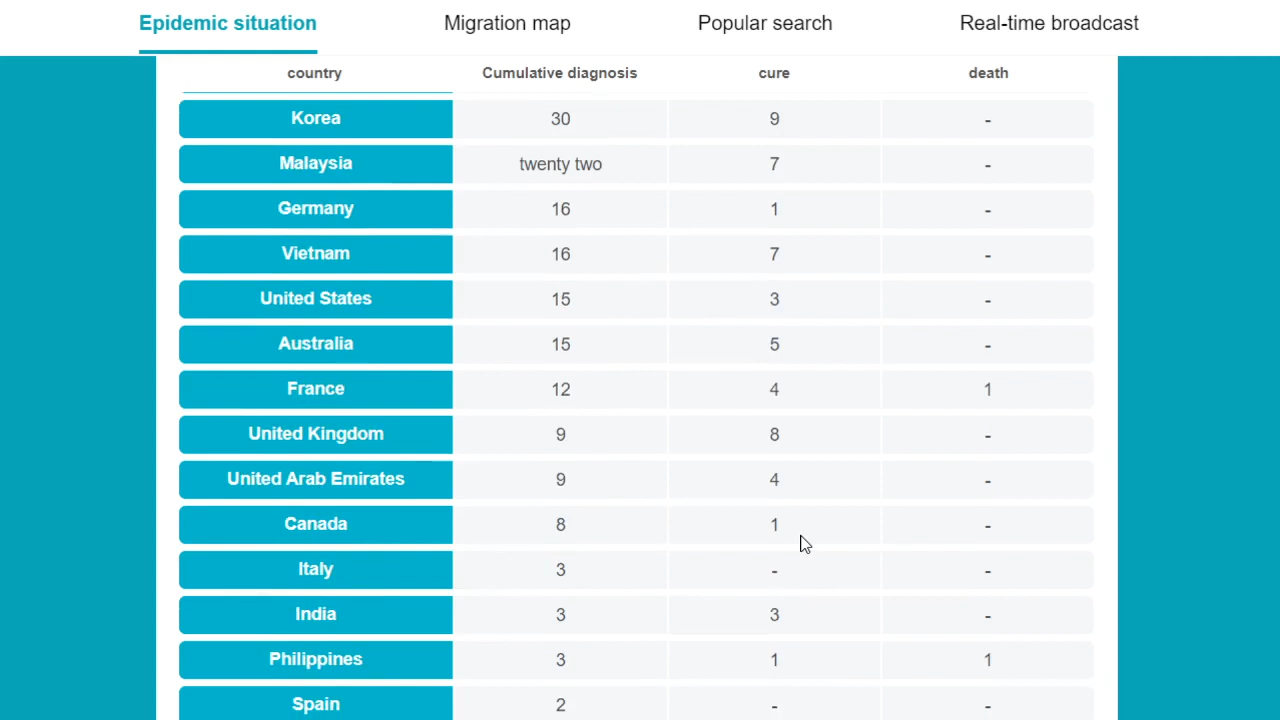 Epidemic situation Migration map Popular search Real-time broadcast
country Cumulative diagnosis cure death
Korea 30 9 -
Malaysia twenty two 7 -
Germany 16 1 -
Vietnam 16 7 -
United States 15 3 -
Australia 15 5 -
France 12 4 1
United Kingdom 9 8 -
United Arab Emirates 9 4 -
Canada 8 1 -
Italy 3 - -
India 3 3 -
Philippines 3 1 1
Spain 2 - -